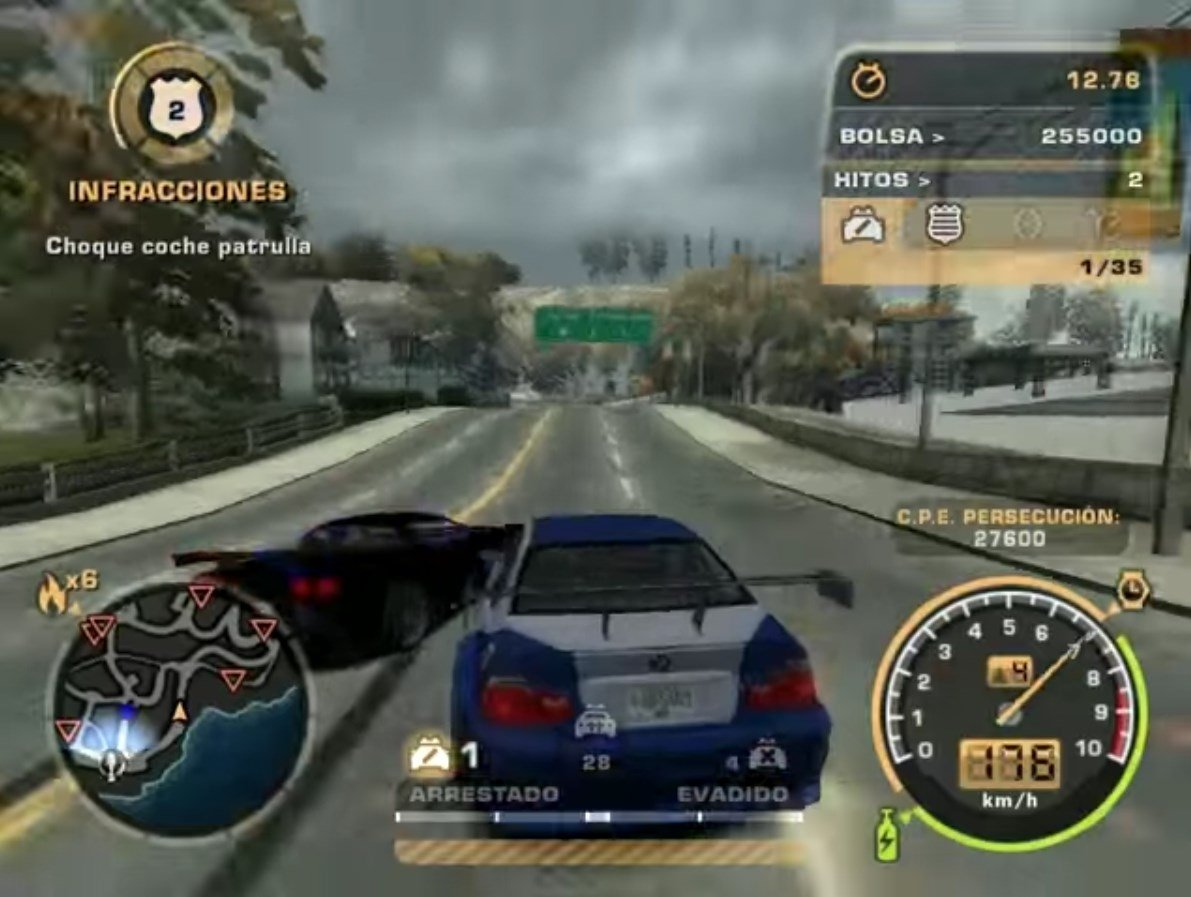 2
INFRACCIONES
Choque coche patrulla
12.78
BOLSA > 255000
HITOS > 2
1/35
C.P.E. PERSECUCIÓN:
27600
x6
0 1 2 3 4 5 6 7 8 9 10
4
176
km/h
1 28 4
ARRESTADO EVADIDO